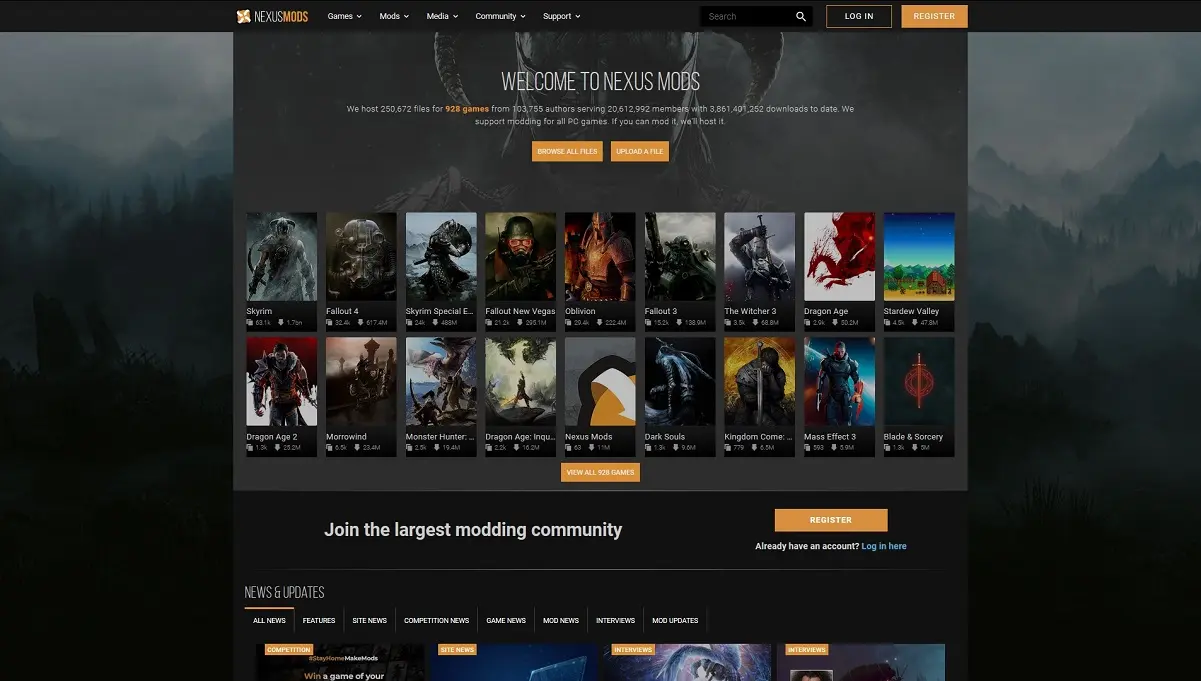 NEXUSMODS
Games Mods Media Community Support
Search
LOG IN
REGISTER
WELCOME TO NEXUS MODS
We host 250,672 files for 928 games from 103,755 authors serving 20,612,992 members with 3,861,401,252 downloads to date. We
support modding for all PC games. If you can mod it, we'll host it.
BROWSE ALL FILES UPLOAD A FILE
Skyrim Fallout 4 Skyrim Special E... Fallout New Vegas Oblivion Fallout 3 The Witcher 3 Dragon Age Stardew Valley
63.1k 1.7bn 32.4k 617.4M 24k 488M 21.2k 295.1M 29.4k 222.4M 15.2k 138.9M 3.5k 68.8M 2.9k 50.2M 4.5k 47.8M
Dragon Age 2 Morrowind Monster Hunter: ... Dragon Age: Inqu... Nexus Mods Dark Souls Kingdom Come: ... Mass Effect 3 Blade & Sorcery
1.3k 25.2M 6.5k 23.4M 2.5k 19.4M 2.2k 16.2M 63 11M 1.3k 9.6M 779 6.5M 593 5.9M 1.3k 5M
VIEW ALL 928 GAMES
Join the largest modding community
REGISTER
Already have an account? Log in here
NEWS & UPDATES
ALL NEWS FEATURES SITE NEWS COMPETITION NEWS GAME NEWS MOD NEWS INTERVIEWS MOD UPDATES
COMPETITION SITE NEWS INTERVIEWS INTERVIEWS
#StayHomeMakeMods
Win a game of your